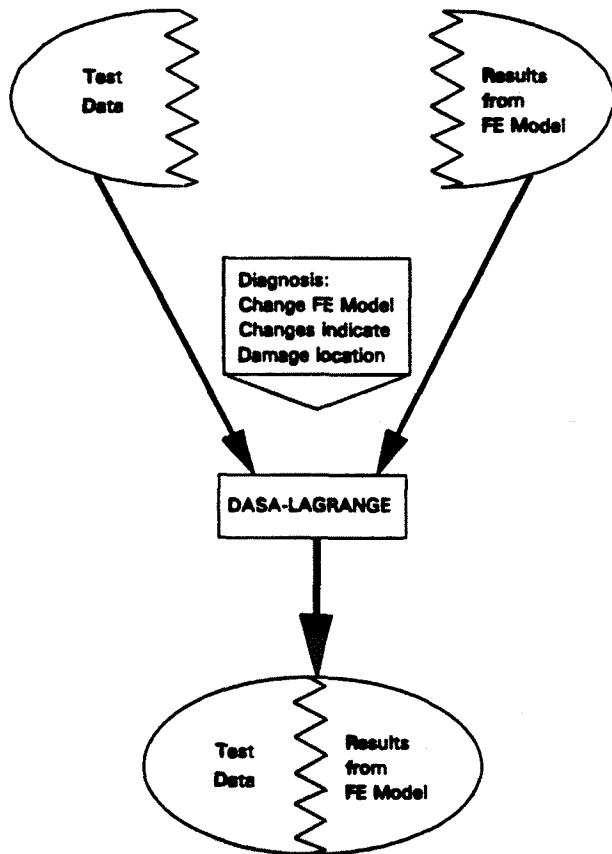 Test
Data
Results
from
FE Model
Diagnosis:
Change FE Model
Changes indicate
Damage location
DASA-LAGRANGE
Test
Data
Results
from
FE Model